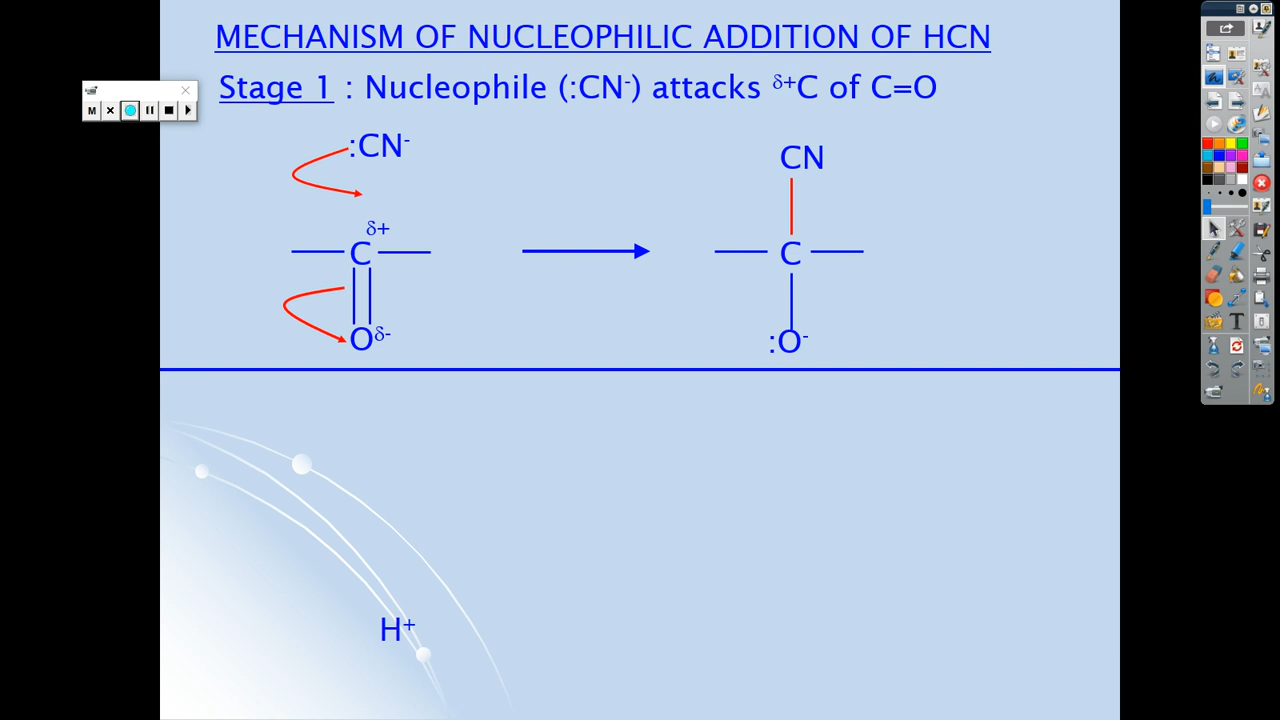 MECHANISM OF NUCLEOPHILIC ADDITION OF HCN
Stage 1 : Nucleophile (:CN⁻) attacks ᵟ⁺C of C=O
M
:CN⁻
CN
δ+
C
C
Oδ-
:O⁻
H⁺
T